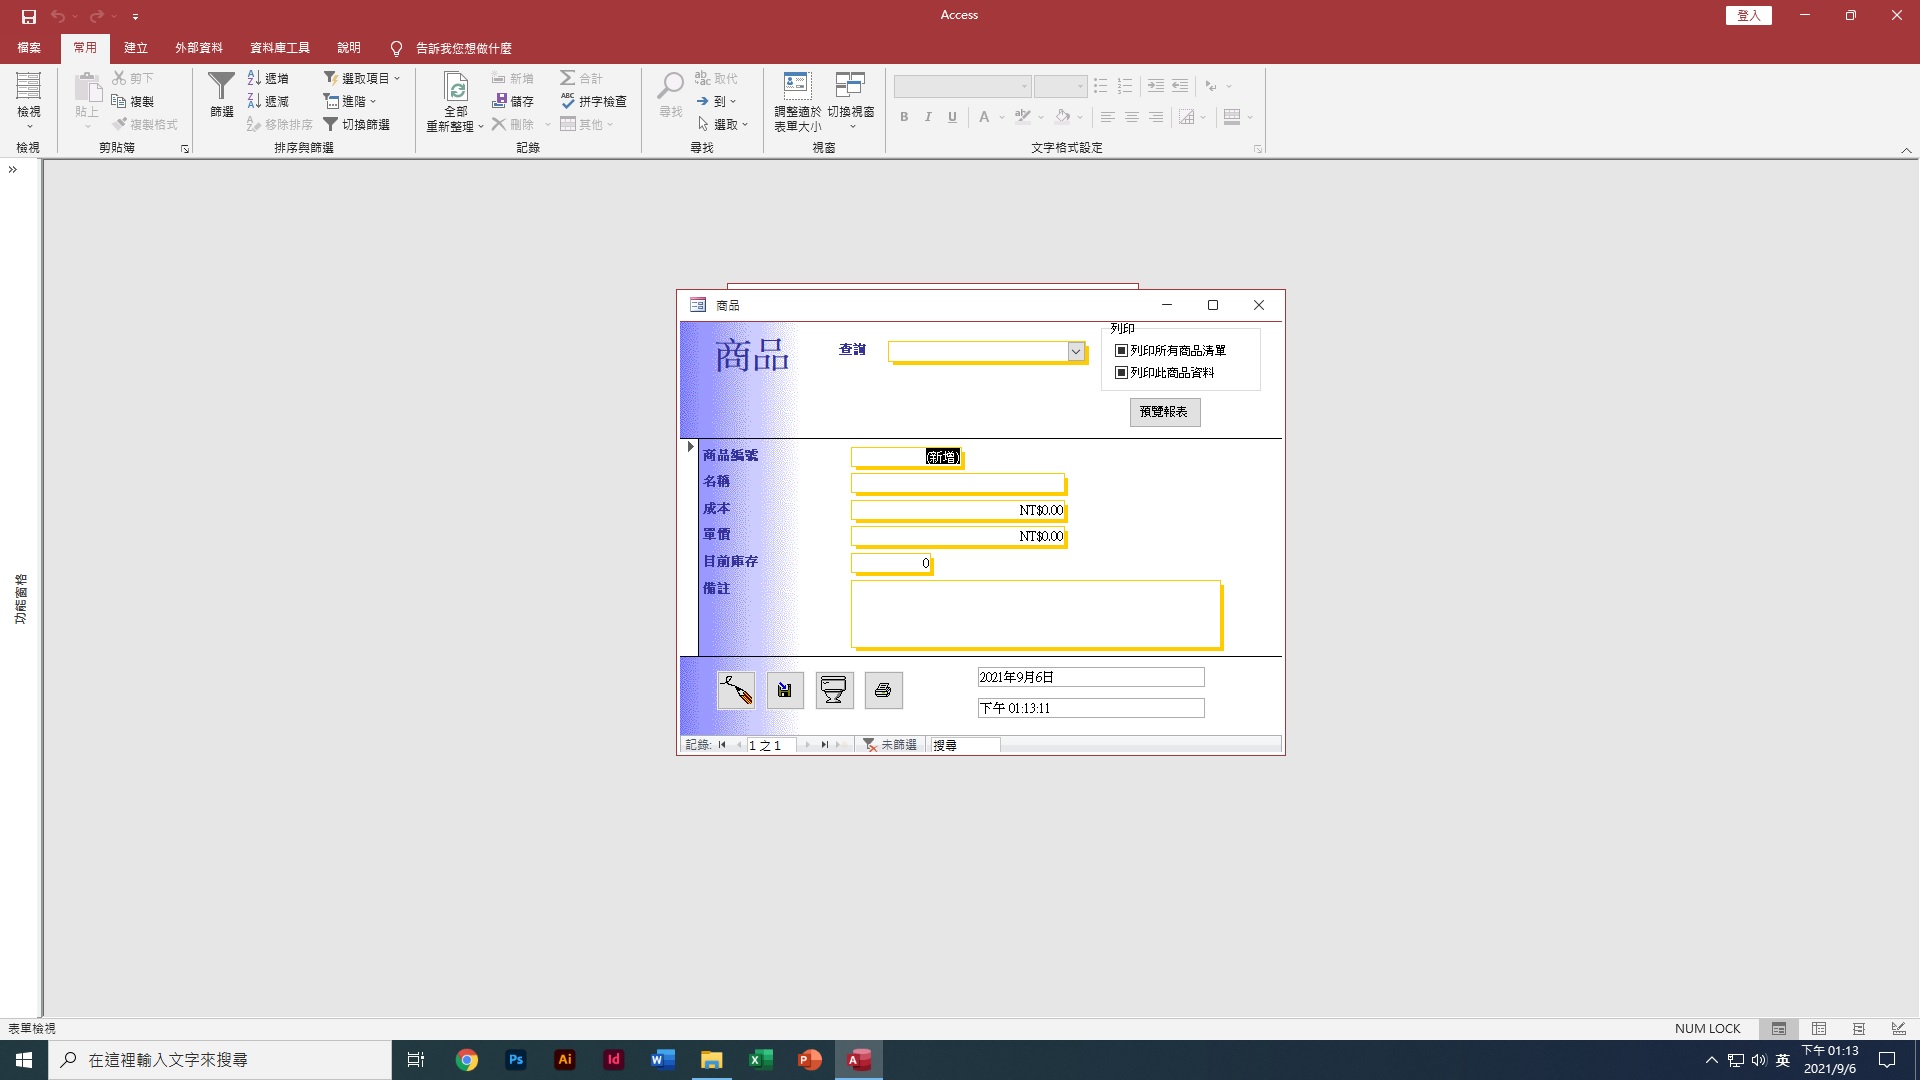 Access
登入
檔案 常用 建立 外部資料 資料庫工具 說明 告訴我您想做什麼
檢視
檢視
貼上
剪下
複製
複製格式
剪貼簿
篩選
遞增
遞減
移除排序
選取項目
進階
切換篩選
排序與篩選
全部
重新整理
新增
儲存
刪除
合計
拼字檢查
其他
記錄
尋找
取代
到
選取
尋找
調整適於
表單大小
切換視窗
視窗
B I U A
文字格式設定
功能窗格
商品
商品
查詢
列印
列印所有商品清單
列印此商品資料
預覽報表
商品編號 (新增)
名稱
成本 NT$0.00
單價 NT$0.00
目前庫存 0
備註
2021年9月6日
下午 01:13:11
記錄: 1 之 1 未篩選 搜尋
表單檢視
NUM LOCK
在這裡輸入文字來搜尋
英
下午 01:13
2021/9/6